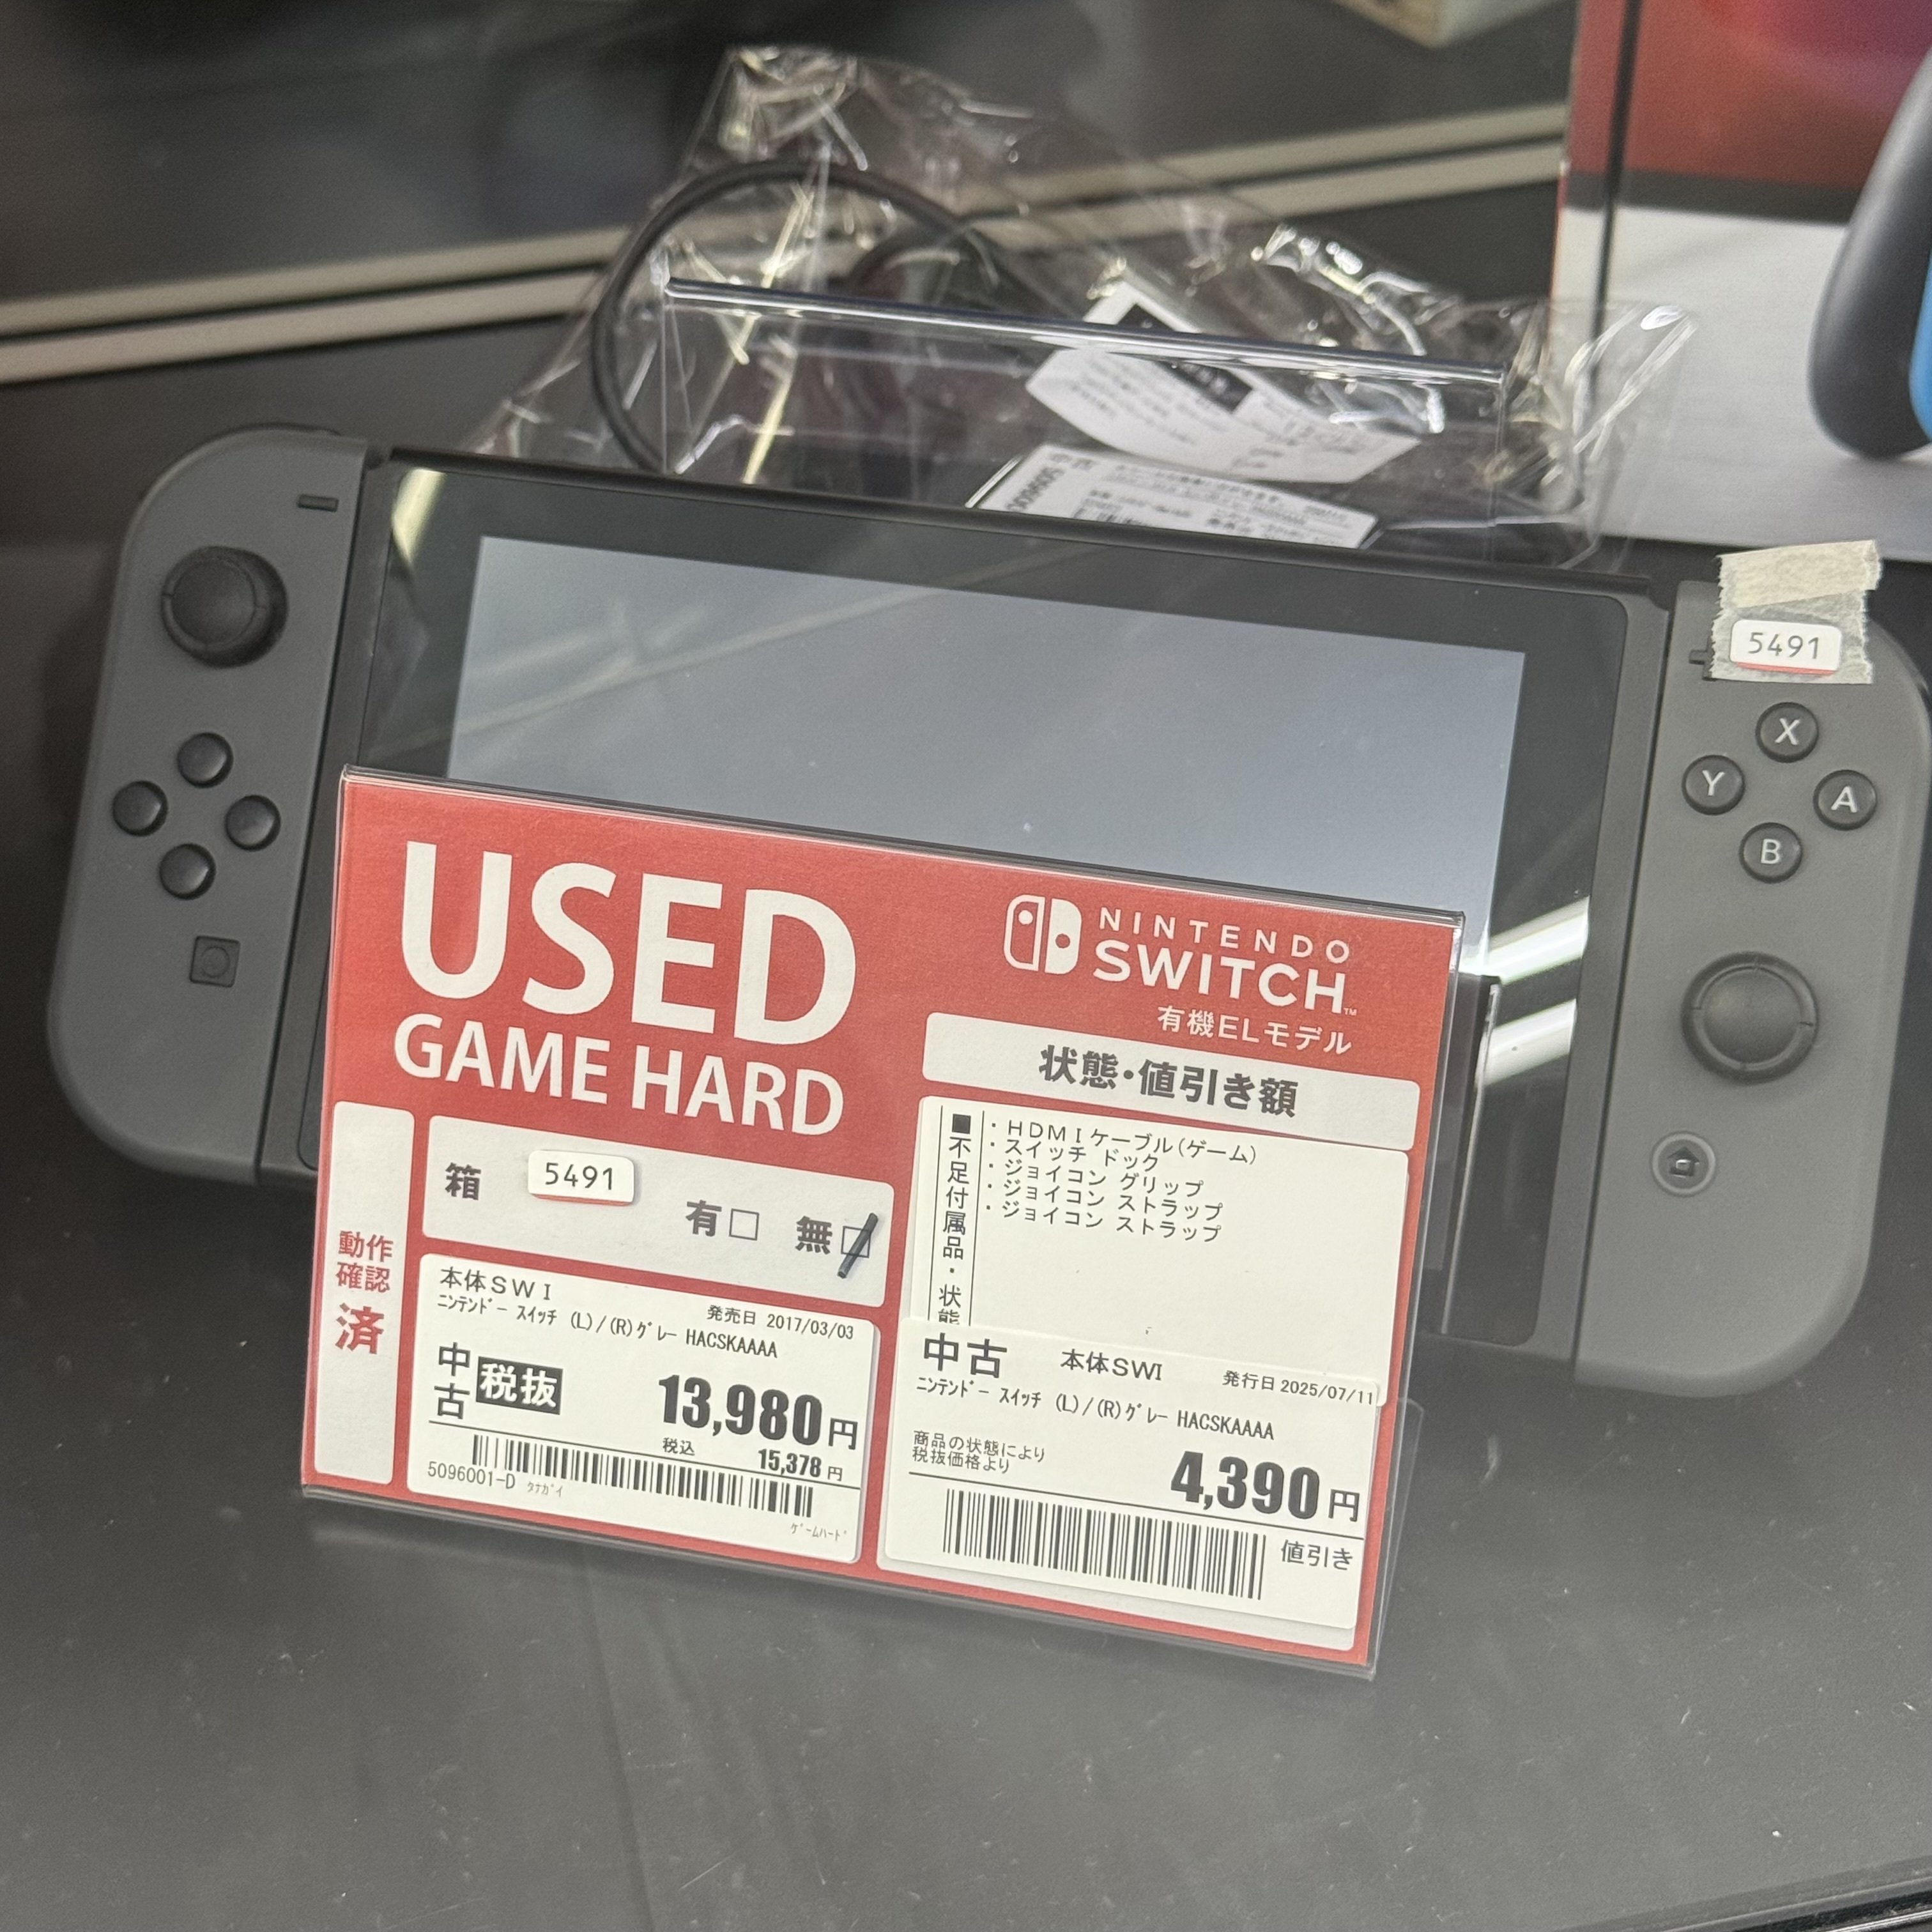 5491
X
Y
A
B
USED
GAME HARD
NINTENDO
SWITCH™
有機ELモデル
状態・値引き額
箱
5491
有□ 無□
動作
確認
済
■不足付属品・状態
・HDMIケーブル(ゲーム)
・スイッチ ドック
・ジョイコン グリップ
・ジョイコン ストラップ
・ジョイコン ストラップ
本体SWI
発売日 2017/03/03
ﾆﾝﾃﾝﾄﾞｰ ｽｲｯﾁ (L)/(R)ｸﾞﾚｰ HACSKAAAA
中古
税抜
13,980円
税込
15,378円
5096001-D
ﾀﾅｶﾞｲ
ｹﾞｰﾑﾊｰﾄﾞ
中古 本体SWI 発行日 2025/07/11
ﾆﾝﾃﾝﾄﾞｰ ｽｲｯﾁ (L)/(R)ｸﾞﾚｰ HACSKAAAA
商品の状態により
税抜価格より
4,390円
値引き